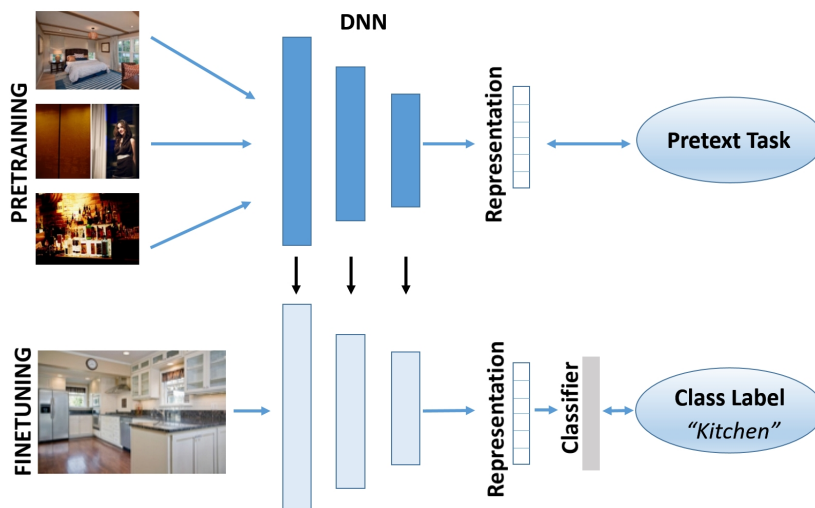 DNN
PRETRAINING
Representation
Pretext Task
FINETUNING
Representation
Classifier
Class Label
“Kitchen”